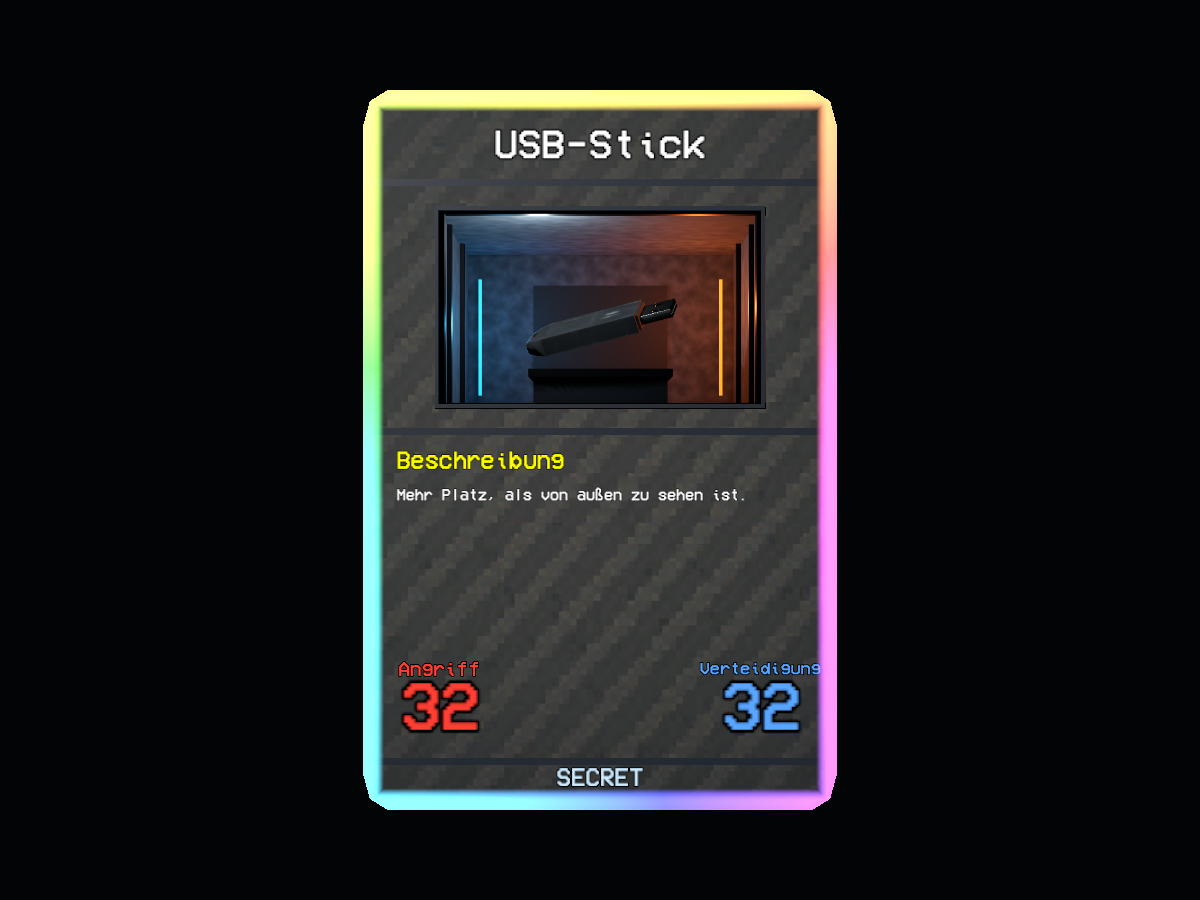 USB-Stick
Beschreibung
Mehr Platz, als von außen zu sehen ist.
Angriff
Verteidigung
32
32
SECRET